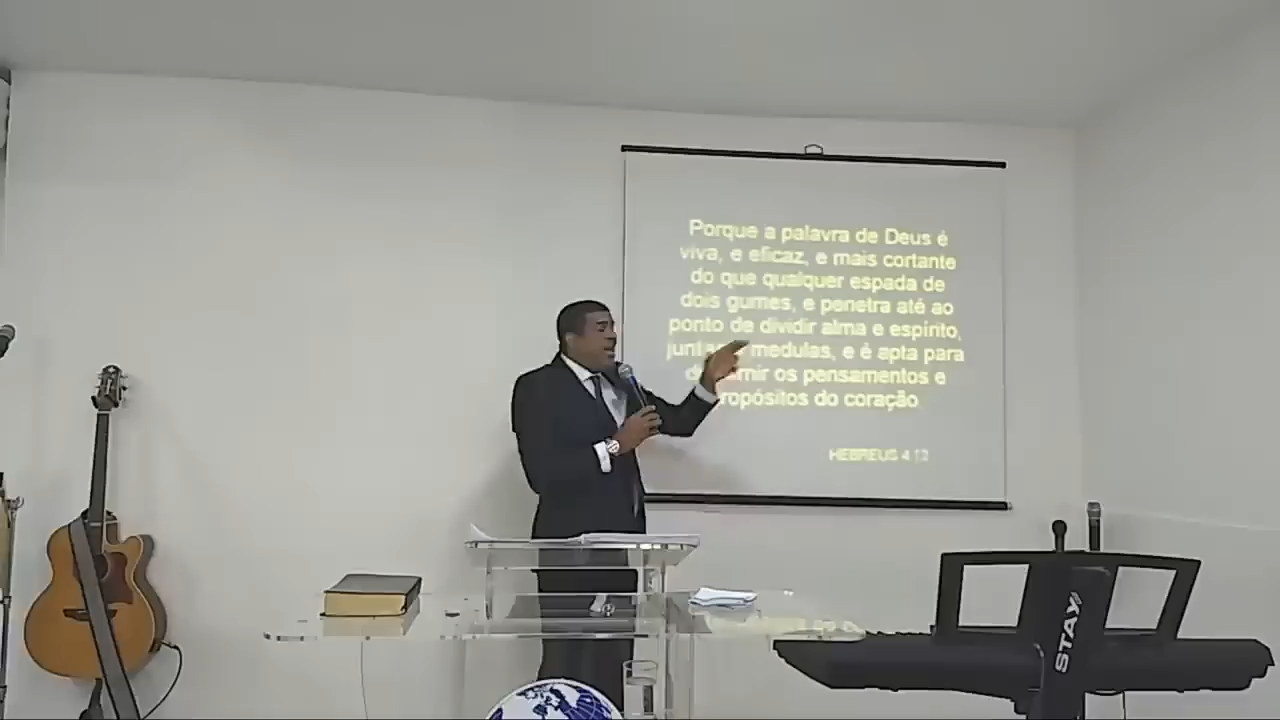 Porque a palavra de Deus é
viva, e eficaz, e mais cortante
do que qualquer espada de
dois gumes, e penetra até ao
ponto de dividir alma e espírito,
medulas, e é apta para
os pensamentos e
ropósitos do coração.
HEBREUS 4:12
STAY